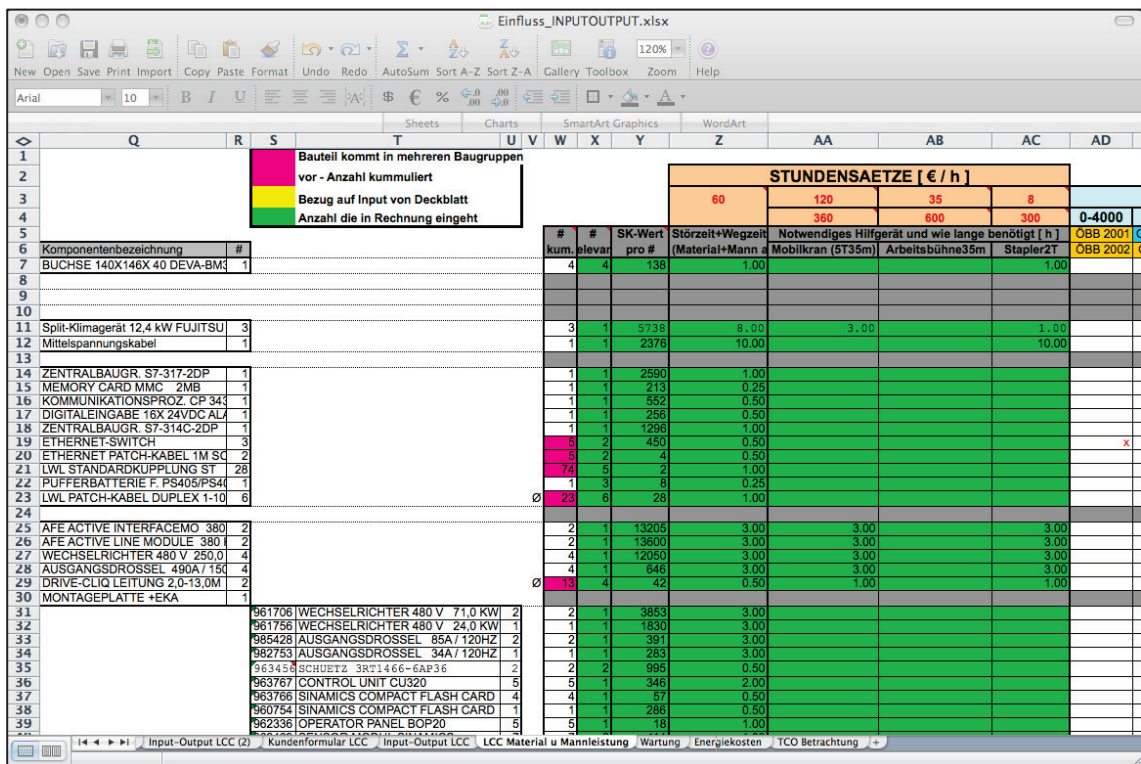 Einfluss_INPUTOUTPUT.xlsx
120%
New Open Save Print Import Copy Paste Format Undo Redo AutoSum Sort A-Z Sort Z-A Gallery Toolbox Zoom Help
Arial 10 B I U $ € %
Sheets Charts SmartArt Graphics WordArt
Q R S T U V W X Y Z AA AB AC AD
1 Bauteil kommt in mehreren Baugruppen
2 vor - Anzahl kummuliert STUNDENSAETZE [ € / h ]
3 Bezug auf Input von Deckblatt 60 120 35 8
4 Anzahl die in Rechnung eingeht 360 600 300 0-4000
5 # # SK-Wert Störzeit+Wegzeit Notwendiges Hilfgerät und wie lange benötigt [ h ] ÖBB 2001
6 Komponentenbezeichnung # kum. elevar pro # (Material+Mann a Mobilkran (5T35m) Arbeitsbühne35m Stapler2T ÖBB 2002
7 BUCHSE 140X146X 40 DEVA-BM3 1 4 4 138 1.00 1.00
8
9
10
11 Split-Klimagerät 12,4 kW FUJITSU 3 3 1 5738 8.00 3.00 1.00
12 Mittelspannungskabel 1 1 1 2376 10.00 10.00
13
14 ZENTRALBAUGR. S7-317-2DP 1 1 1 2590 1.00
15 MEMORY CARD MMC 2MB 1 1 1 213 0.25
16 KOMMUNIKATIONSPROZ. CP 343 1 1 1 552 0.50
17 DIGITALEINGABE 16X 24VDC ALA 1 1 1 256 0.50
18 ZENTRALBAUGR. S7-314C-2DP 1 1 1 1296 1.00
19 ETHERNET-SWITCH 3 5 2 450 0.50 x
20 ETHERNET PATCH-KABEL 1M SC 2 5 2 4 0.50
21 LWL STANDARDKUPPLUNG ST 28 74 5 2 1.00
22 PUFFERBATTERIE F. PS405/PS40 1 1 3 8 0.25
23 LWL PATCH-KABEL DUPLEX 1-10 6 Ø 23 6 28 1.00
24
25 AFE ACTIVE INTERFACEMO 380 2 2 1 13205 3.00 3.00 3.00
26 AFE ACTIVE LINE MODULE 380 2 2 1 13600 3.00 3.00 3.00
27 WECHSELRICHTER 480 V 250,0 4 4 1 12050 3.00 3.00 3.00
28 AUSGANGSDROSSEL 490A / 150 4 4 1 646 3.00 3.00 3.00
29 DRIVE-CLIQ LEITUNG 2,0-13,0M 2 Ø 13 4 42 0.50 1.00 1.00
30 MONTAGEPLATTE +EKA 1
31 961706 WECHSELRICHTER 480 V 71,0 KW 2 2 1 3853 3.00
32 961756 WECHSELRICHTER 480 V 24,0 KW 1 1 1 1830 3.00
33 985428 AUSGANGSDROSSEL 85A / 120HZ 2 2 1 391 3.00
34 982753 AUSGANGSDROSSEL 34A / 120HZ 1 1 1 283 3.00
35 963456 SCHUETZ 3RT1466-6AP36 2 2 2 995 0.50
36 963767 CONTROL UNIT CU320 5 5 1 346 2.00
37 963766 SINAMICS COMPACT FLASH CARD 4 4 1 57 0.50
38 960754 SINAMICS COMPACT FLASH CARD 1 1 1 286 0.50
39 962336 OPERATOR PANEL BOP20 5 5 1 18 1.00
Input-Output LCC (2) Kundenformular LCC Input-Output LCC LCC Material u Mannleistung Wartung Energiekosten TCO Betrachtung +